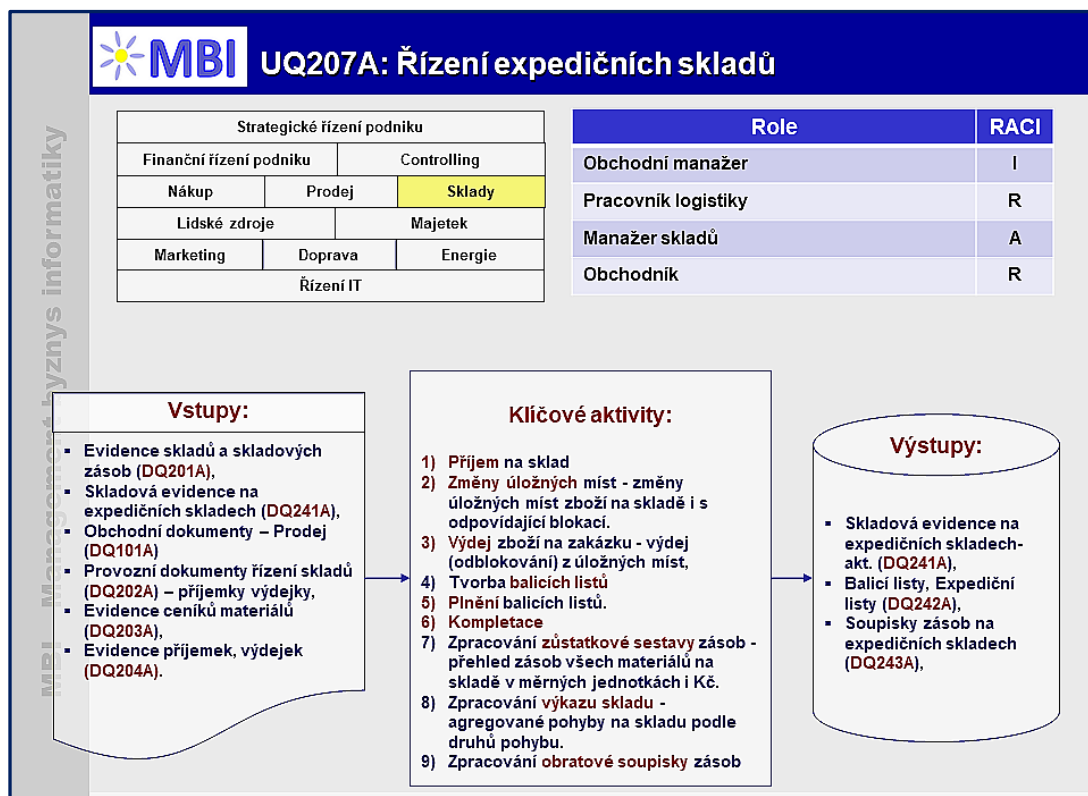 MBI
UQ207A: Řízení expedičních skladů
MBI Management byznys informatiky
Strategické řízení podniku
Finanční řízení podniku
Controlling
Nákup
Prodej
Sklady
Lidské zdroje
Majetek
Marketing
Doprava
Energie
Řízení IT
Role RACI
Obchodní manažer I
Pracovník logistiky R
Manažer skladů A
Obchodník R
Vstupy:
▪ Evidence skladů a skladových
zásob (DQ201A),
▪ Skladová evidence na
expedičních skladech (DQ241A),
▪ Obchodní dokumenty – Prodej
(DQ101A)
▪ Provozní dokumenty řízení skladů
(DQ202A) – příjemky výdejky,
▪ Evidence ceníků materiálů
(DQ203A),
▪ Evidence příjemek, výdejek
(DQ204A).
Klíčové aktivity:
1) Příjem na sklad
2) Změny úložných míst - změny
úložných míst zboží na skladě i s
odpovídající blokací.
3) Výdej zboží na zakázku - výdej
(odblokování) z úložných míst,
4) Tvorba balicích listů
5) Plnění balicích listů.
6) Kompletace
7) Zpracování zůstatkové sestavy zásob -
přehled zásob všech materiálů na
skladě v měrných jednotkách i Kč.
8) Zpracování výkazu skladu -
agregované pohyby na skladu podle
druhů pohybu.
9) Zpracování obratové soupisky zásob
Výstupy:
▪ Skladová evidence na
expedičních skladech-
akt. (DQ241A),
▪ Balicí listy, Expediční
listy (DQ242A),
▪ Soupisky zásob na
expedičních skladech
(DQ243A),